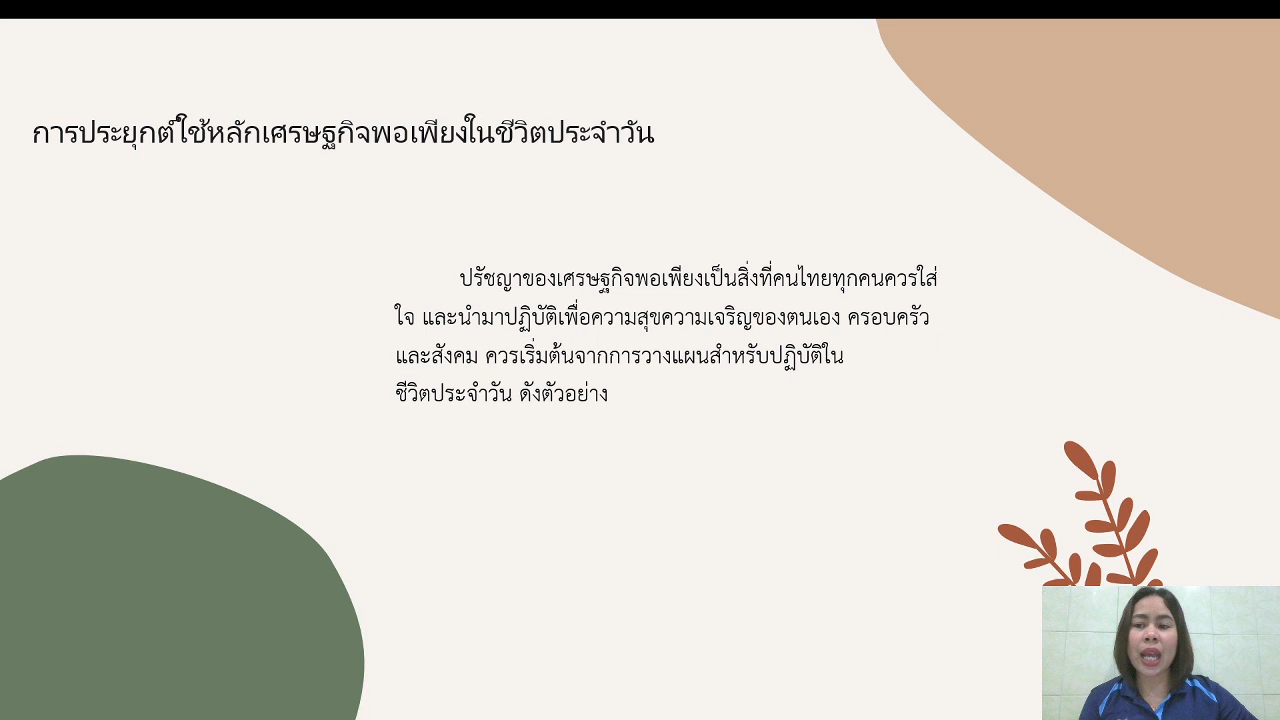 การประยุกต์ใช้หลักเศรษฐกิจพอเพียงในชีวิตประจำวัน
ปรัชญาของเศรษฐกิจพอเพียงเป็นสิ่งที่คนไทยทุกคนควรใส่
ใจ และนำมาปฏิบัติเพื่อความสุขความเจริญของตนเอง ครอบครัว
และสังคม ควรเริ่มต้นจากการวางแผนสำหรับปฏิบัติใน
ชีวิตประจำวัน ดังตัวอย่าง